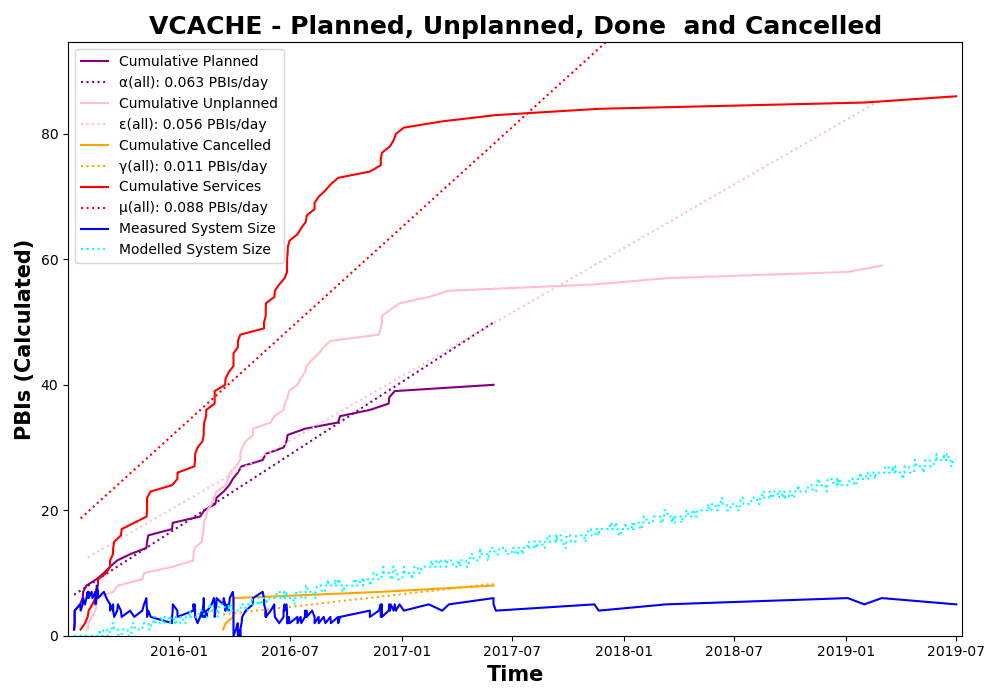 VCACHE - Planned, Unplanned, Done  and Cancelled
Cumulative Planned
α(all): 0.063 PBIs/day
Cumulative Unplanned
ε(all): 0.056 PBIs/day
Cumulative Cancelled
γ(all): 0.011 PBIs/day
Cumulative Services
μ(all): 0.088 PBIs/day
Measured System Size
Modelled System Size
PBIs (Calculated)
80
60
40
20
0
2016-01 2016-07 2017-01 2017-07 2018-01 2018-07 2019-01 2019-07
Time